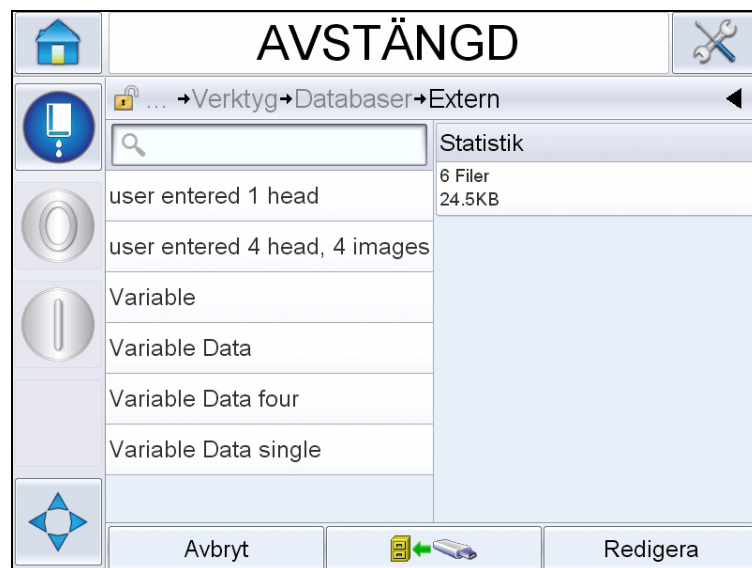 AVSTÄNGD
... →Verktyg→Databaser→Extern
Statistik
6 Filer
24.5KB
user entered 1 head
user entered 4 head, 4 images
Variable
Variable Data
Variable Data four
Variable Data single
Avbryt
Redigera